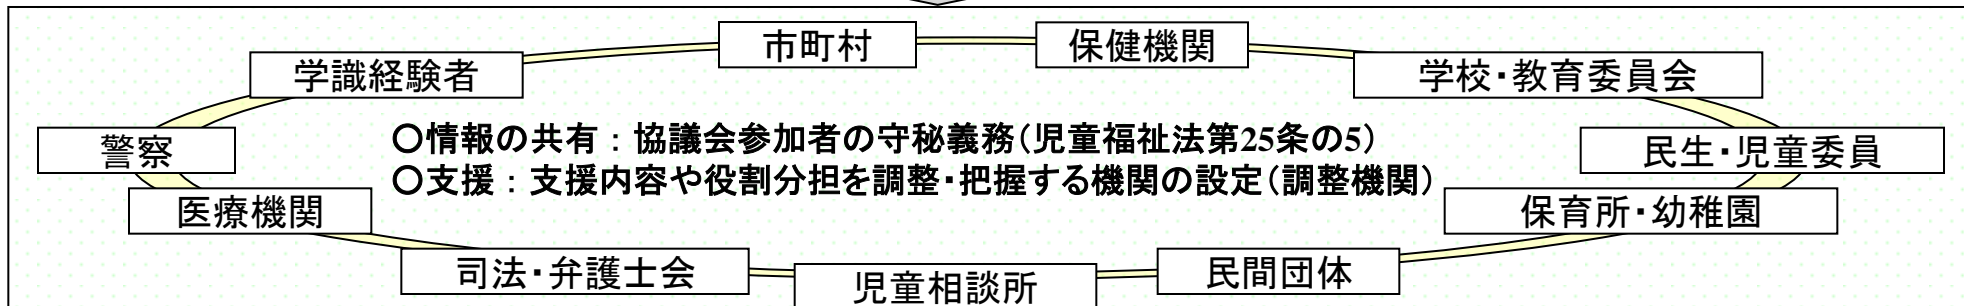 市町村
保健機関
学識経験者
学校・教育委員会
警察
〇情報の共有：協議会参加者の守秘義務(児童福祉法第25条の5)
〇支援：支援内容や役割分担を調整・把握する機関の設定(調整機関)
民生・児童委員
医療機関
保育所・幼稚園
司法・弁護士会
児童相談所
民間団体